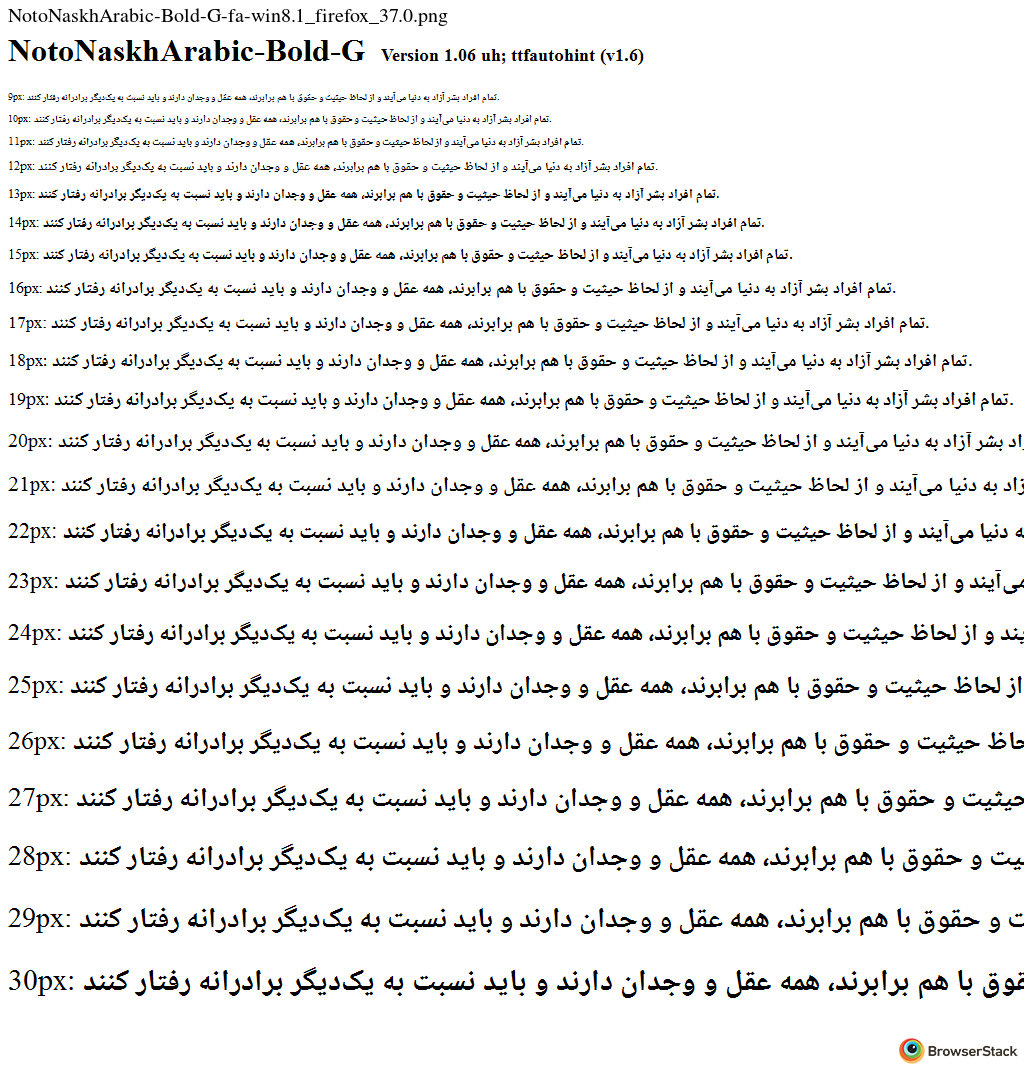 NotoNaskhArabic-Bold-G-fa-win8.1_firefox_37.0.png
NotoNaskhArabic-Bold-G Version 1.06 uh; ttfautohint (v1.6)
9px: تمام افراد بشر آزاد به دنیا می‌آیند و از لحاظ حیثیت و حقوق با هم برابرند، همه عقل و وجدان دارند و باید نسبت به یک‌دیگر برادرانه رفتار کنند.
10px: تمام افراد بشر آزاد به دنیا می‌آیند و از لحاظ حیثیت و حقوق با هم برابرند، همه عقل و وجدان دارند و باید نسبت به یک‌دیگر برادرانه رفتار کنند.
11px: تمام افراد بشر آزاد به دنیا می‌آیند و از لحاظ حیثیت و حقوق با هم برابرند، همه عقل و وجدان دارند و باید نسبت به یک‌دیگر برادرانه رفتار کنند.
12px: تمام افراد بشر آزاد به دنیا می‌آیند و از لحاظ حیثیت و حقوق با هم برابرند، همه عقل و وجدان دارند و باید نسبت به یک‌دیگر برادرانه رفتار کنند.
13px: تمام افراد بشر آزاد به دنیا می‌آیند و از لحاظ حیثیت و حقوق با هم برابرند، همه عقل و وجدان دارند و باید نسبت به یک‌دیگر برادرانه رفتار کنند.
14px: تمام افراد بشر آزاد به دنیا می‌آیند و از لحاظ حیثیت و حقوق با هم برابرند، همه عقل و وجدان دارند و باید نسبت به یک‌دیگر برادرانه رفتار کنند.
15px: تمام افراد بشر آزاد به دنیا می‌آیند و از لحاظ حیثیت و حقوق با هم برابرند، همه عقل و وجدان دارند و باید نسبت به یک‌دیگر برادرانه رفتار کنند.
16px: تمام افراد بشر آزاد به دنیا می‌آیند و از لحاظ حیثیت و حقوق با هم برابرند، همه عقل و وجدان دارند و باید نسبت به یک‌دیگر برادرانه رفتار کنند.
17px: تمام افراد بشر آزاد به دنیا می‌آیند و از لحاظ حیثیت و حقوق با هم برابرند، همه عقل و وجدان دارند و باید نسبت به یک‌دیگر برادرانه رفتار کنند.
18px: تمام افراد بشر آزاد به دنیا می‌آیند و از لحاظ حیثیت و حقوق با هم برابرند، همه عقل و وجدان دارند و باید نسبت به یک‌دیگر برادرانه رفتار کنند.
19px: تمام افراد بشر آزاد به دنیا می‌آیند و از لحاظ حیثیت و حقوق با هم برابرند، همه عقل و وجدان دارند و باید نسبت به یک‌دیگر برادرانه رفتار کنند.
20px: بشر آزاد به دنیا می‌آیند و از لحاظ حیثیت و حقوق با هم برابرند، همه عقل و وجدان دارند و باید نسبت به یک‌دیگر برادرانه رفتار کنند
21px: به دنیا می‌آیند و از لحاظ حیثیت و حقوق با هم برابرند، همه عقل و وجدان دارند و باید نسبت به یک‌دیگر برادرانه رفتار کنند
22px: دنیا می‌آیند و از لحاظ حیثیت و حقوق با هم برابرند، همه عقل و وجدان دارند و باید نسبت به یک‌دیگر برادرانه رفتار کنند
23px: می‌آیند و از لحاظ حیثیت و حقوق با هم برابرند، همه عقل و وجدان دارند و باید نسبت به یک‌دیگر برادرانه رفتار کنند
24px: و از لحاظ حیثیت و حقوق با هم برابرند، همه عقل و وجدان دارند و باید نسبت به یک‌دیگر برادرانه رفتار کنند
25px: از لحاظ حیثیت و حقوق با هم برابرند، همه عقل و وجدان دارند و باید نسبت به یک‌دیگر برادرانه رفتار کنند
26px: حیثیت و حقوق با هم برابرند، همه عقل و وجدان دارند و باید نسبت به یک‌دیگر برادرانه رفتار کنند
27px: حیثیت و حقوق با هم برابرند، همه عقل و وجدان دارند و باید نسبت به یک‌دیگر برادرانه رفتار کنند
28px: و حقوق با هم برابرند، همه عقل و وجدان دارند و باید نسبت به یک‌دیگر برادرانه رفتار کنند
29px: و حقوق با هم برابرند، همه عقل و وجدان دارند و باید نسبت به یک‌دیگر برادرانه رفتار کنند
30px: با هم برابرند، همه عقل و وجدان دارند و باید نسبت به یک‌دیگر برادرانه رفتار کنند
BrowserStack